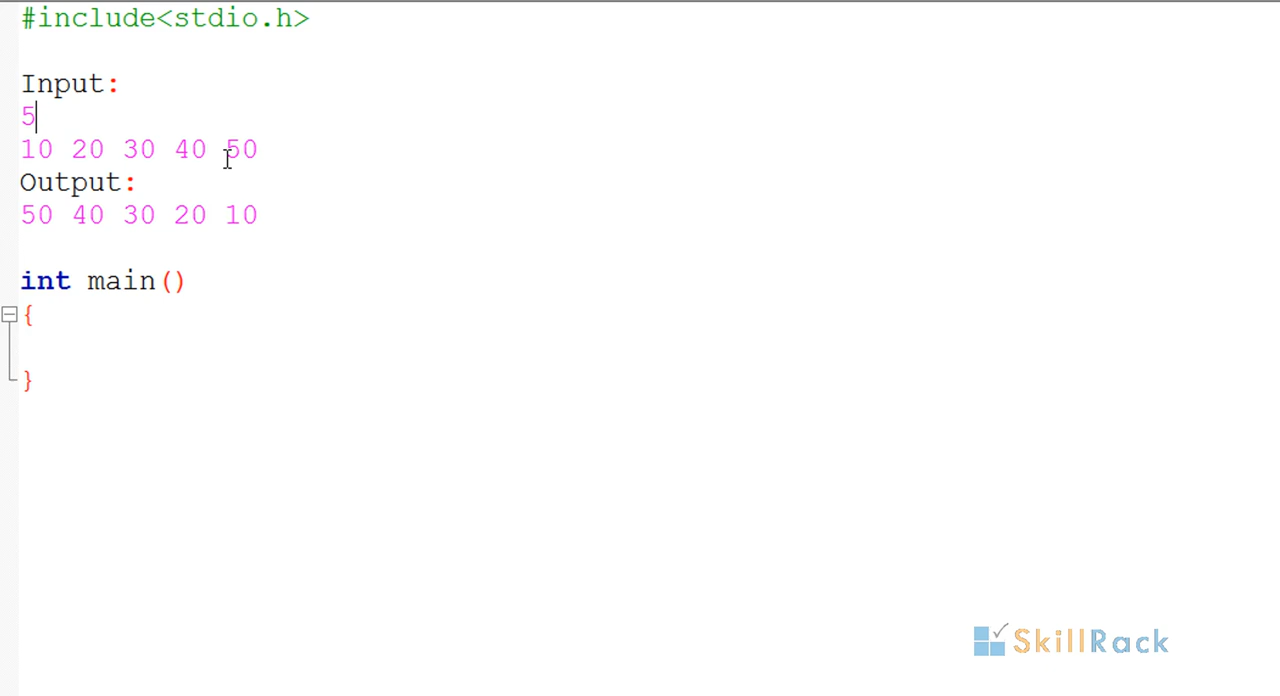 #include<stdio.h>
Input:
5
10 20 30 40 50
Output:
50 40 30 20 10
int main()
{
}
SkillRack